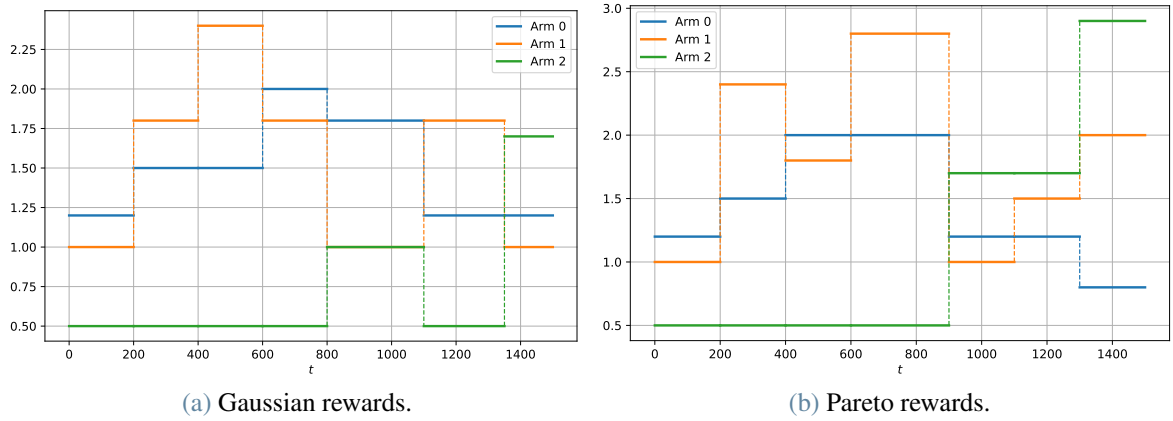 2.25
2.00
1.75
1.50
1.25
1.00
0.75
0.50
0 200 400 600 800 1000 1200 1400
t
Arm 0
Arm 1
Arm 2
(a) Gaussian rewards.
3.0
2.5
2.0
1.5
1.0
0.5
0 200 400 600 800 1000 1200 1400
t
Arm 0
Arm 1
Arm 2
(b) Pareto rewards.